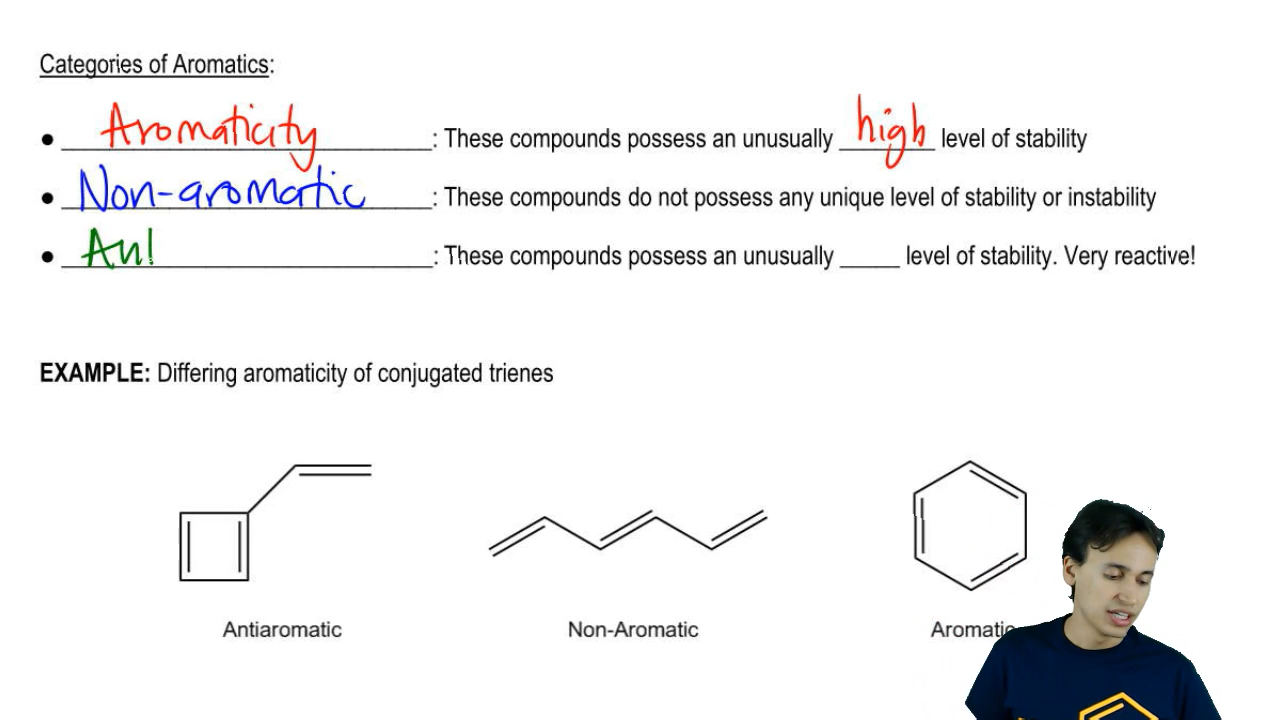 Categories of Aromatics:
● Aromaticity : These compounds possess an unusually high level of stability
● Non-aromatic : These compounds do not possess any unique level of stability or instability
● : These compounds possess an unusually _____ level of stability. Very reactive!
EXAMPLE: Differing aromaticity of conjugated trienes
Antiaromatic Non-Aromatic Aromatic